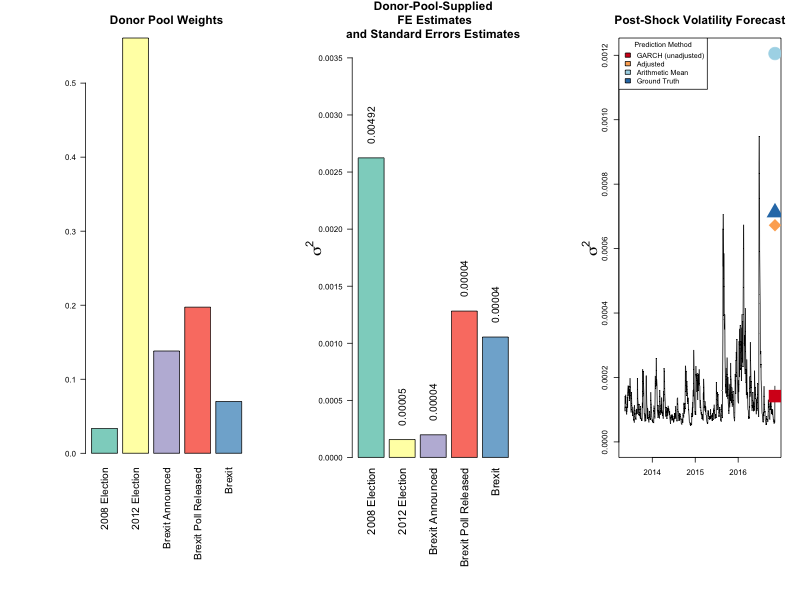 Donor Pool Weights
0.5
0.4
0.3
0.2
0.1
0.0
2008 Election
2012 Election
Brexit Announced
Brexit Poll Released
Brexit
Donor-Pool-Supplied
FE Estimates
and Standard Errors Estimates
σ2
0.0035
0.0030
0.0025
0.0020
0.0015
0.0010
0.0005
0.0000
0.00492
0.00005
0.00004
0.00004
0.00004
2008 Election
2012 Election
Brexit Announced
Brexit Poll Released
Brexit
Post-Shock Volatility Forecast
Prediction Method
GARCH (unadjusted)
Adjusted
Arithmetic Mean
Ground Truth
σ2
0.0012
0.0010
0.0008
0.0006
0.0004
0.0002
0.0000
2014
2015
2016